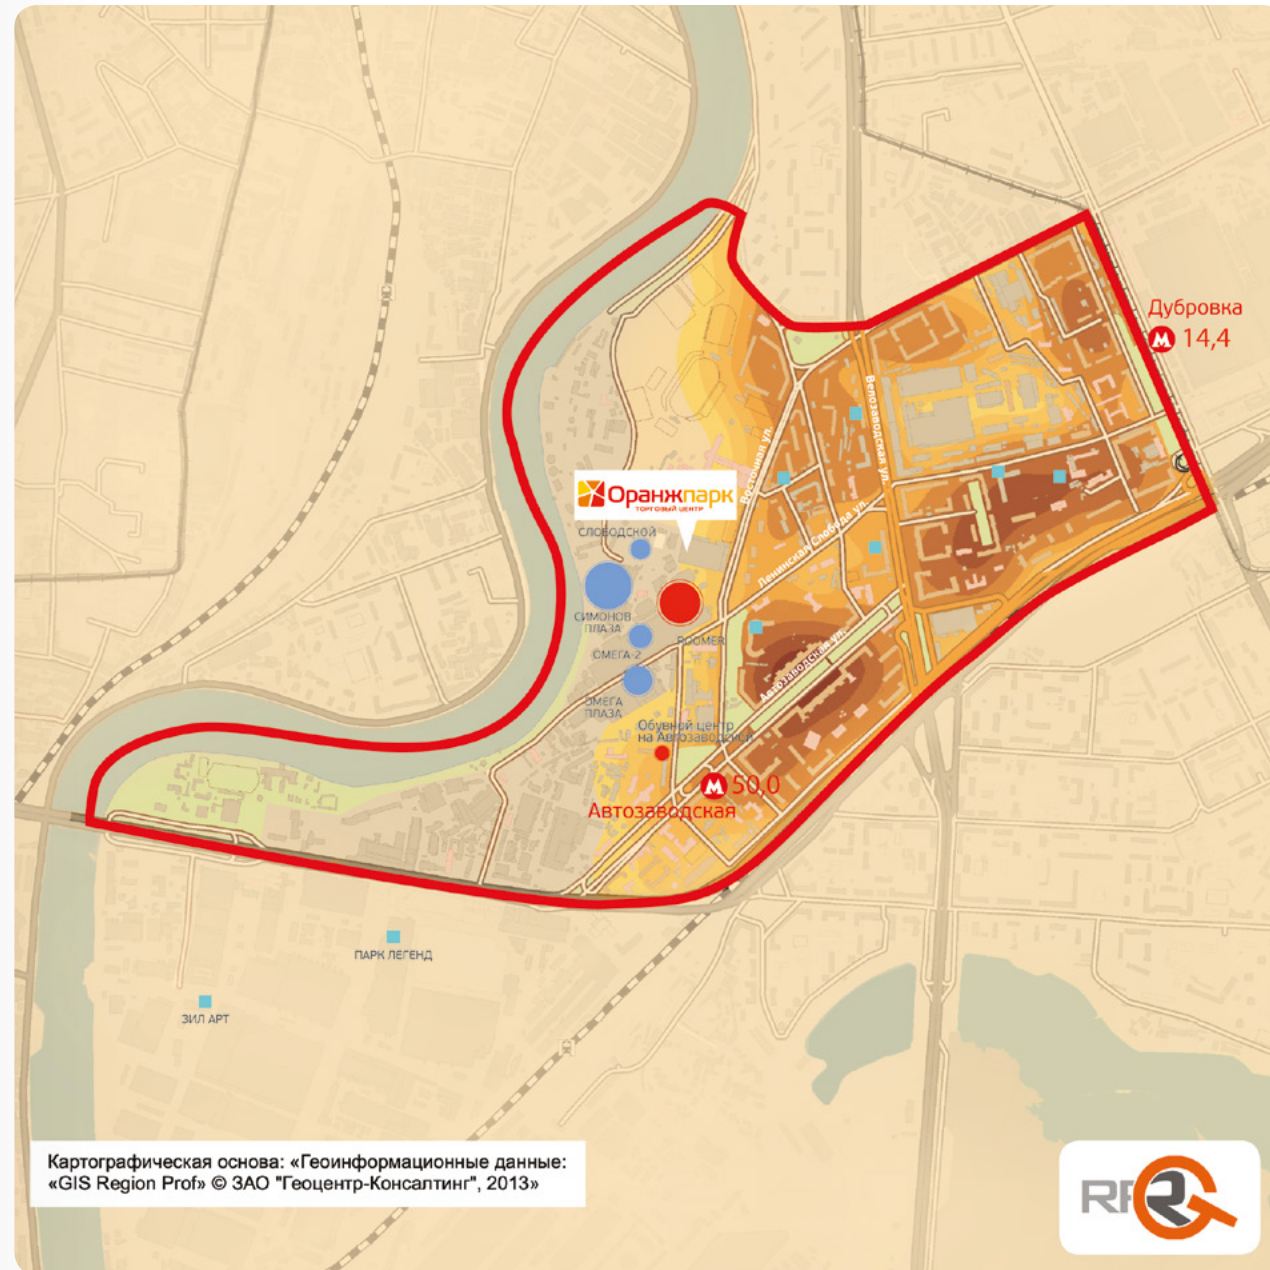 Дубровка
М 14,4
Велозаводская ул.
Восточная ул.
Оранжпарк
ТОРГОВЫЙ ЦЕНТР
СЛОБОДСКОЙ
Ленинская Слобода ул.
СИМОНОВ
ПЛАЗА
ROOMER
ОМЕГА-2
Автозаводская ул.
ОМЕГА
ПЛАЗА
Обувной центр
на Автозаводской
М 50,0
Автозаводская
ПАРК ЛЕГЕНД
ЗИЛ АРТ
Картографическая основа: «Геоинформационные данные:
«GIS Region Prof» © ЗАО "Геоцентр-Консалтинг", 2013»